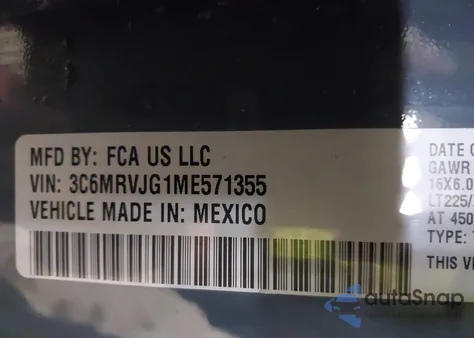 MFD BY: FCA US LLC
VIN: 3C6MRVJG1ME571355
VEHICLE MADE IN: MEXICO
DATE O
GAWR
16X6.0
LT225/
AT 450
TYPE:
THIS VE
autoSnap